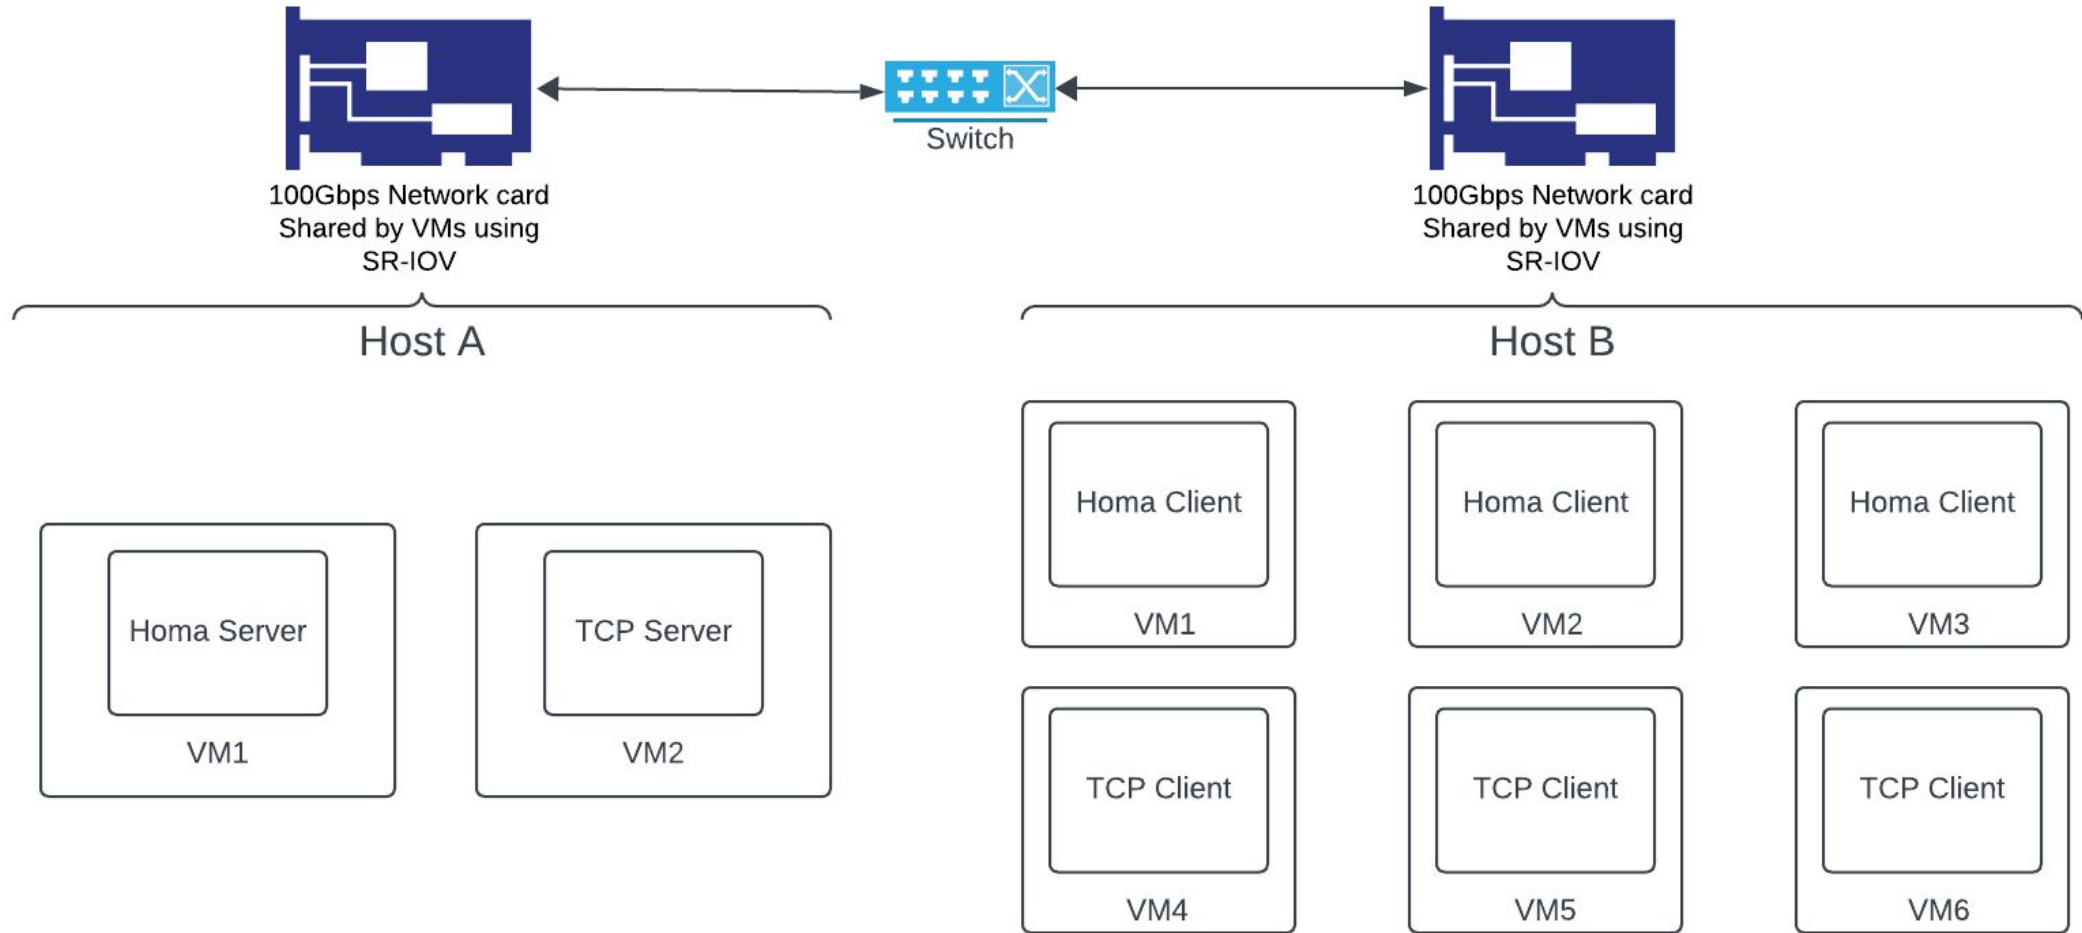 Switch
100Gbps Network card
Shared by VMs using
SR-IOV
100Gbps Network card
Shared by VMs using
SR-IOV
Host A
Host B
Homa Server
VM1
TCP Server
VM2
Homa Client
VM1
Homa Client
VM2
Homa Client
VM3
TCP Client
VM4
TCP Client
VM5
TCP Client
VM6